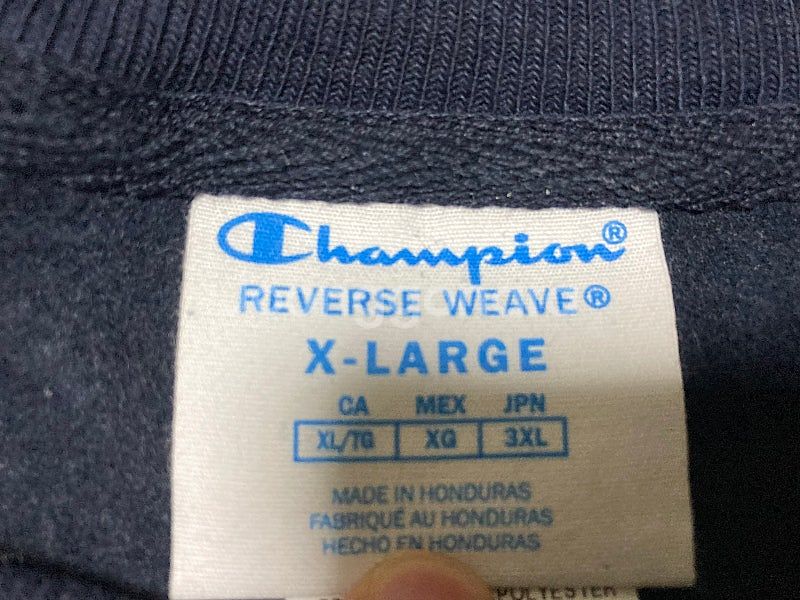 Champion®
REVERSE WEAVE®
X-LARGE
CA MEX JPN
XL/TG XG 3XL
MADE IN HONDURAS
FABRIQUÉ AU HONDURAS
HECHO EN HONDURAS
POLYESTER